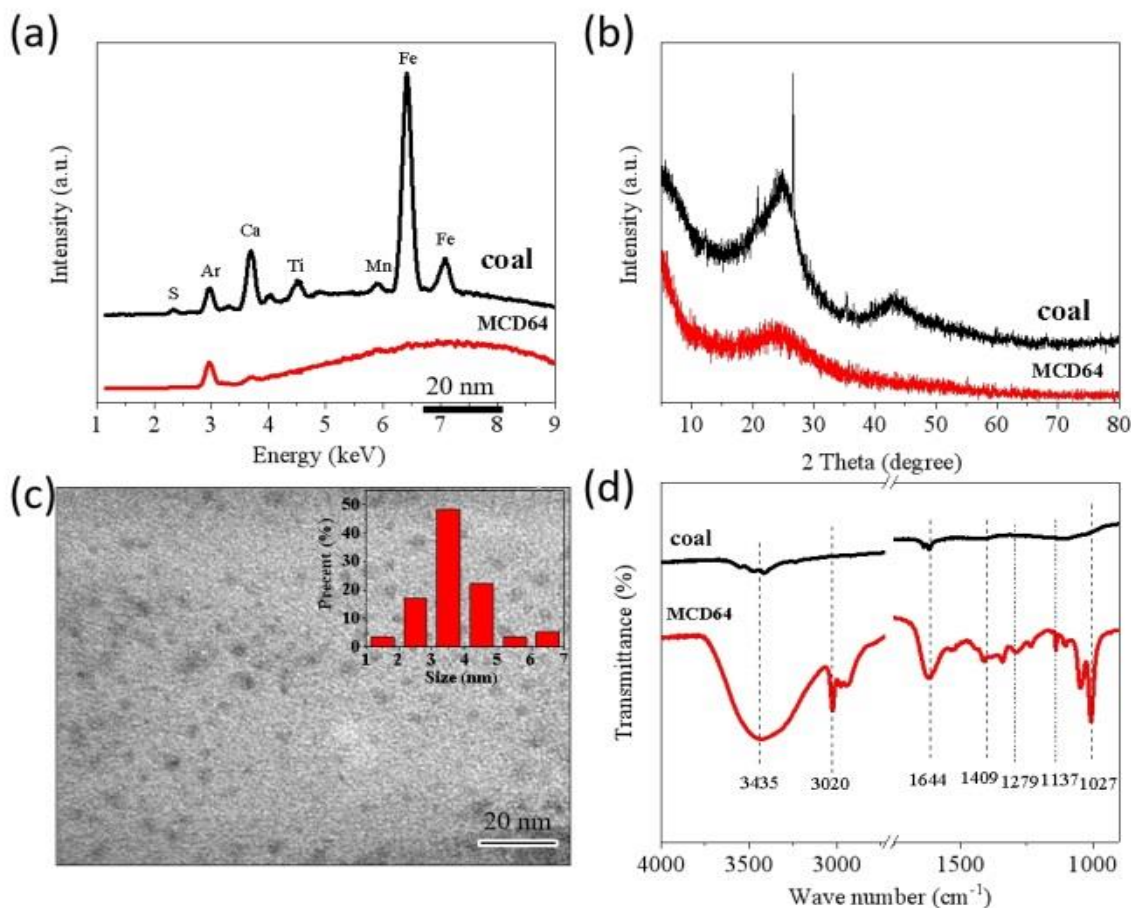 (a)
Intensity (a.u.)
S
Ar
Ca
Ti
Mn
Fe
Fe
coal
MCD64
20 nm
1 2 3 4 5 6 7 8 9
Energy (keV)
(b)
Intensity (a.u.)
coal
MCD64
10 20 30 40 50 60 70 80
2 Theta (degree)
(c)
Precent (%)
50
40
30
20
10
0
1 2 3 4 5 6 7
Size (nm)
20 nm
(d)
Transmittance (%)
coal
MCD64
3435 3020 1644 1409 1279 1137 1027
4000 3500 3000 1500 1000
Wave number (cm⁻¹)